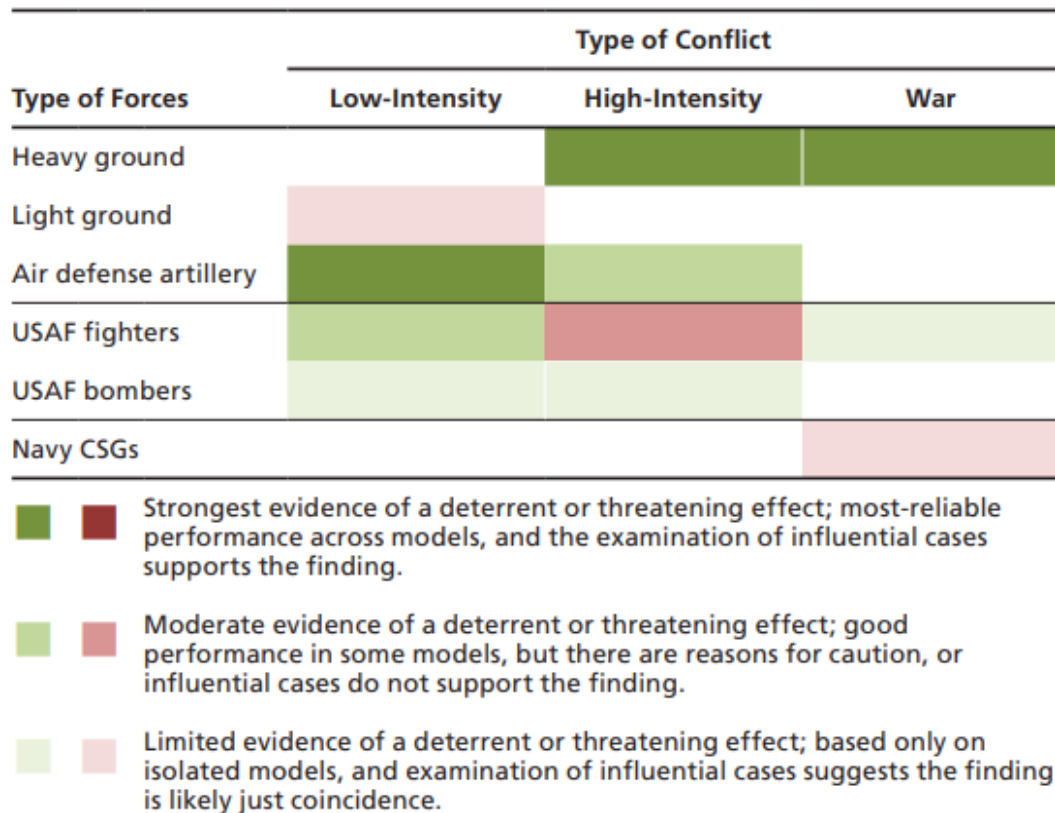 Type of Conflict
Type of Forces Low-Intensity High-Intensity War
Heavy ground
Light ground
Air defense artillery
USAF fighters
USAF bombers
Navy CSGs
Strongest evidence of a deterrent or threatening effect; most-reliable
performance across models, and the examination of influential cases
supports the finding.
Moderate evidence of a deterrent or threatening effect; good
performance in some models, but there are reasons for caution, or
influential cases do not support the finding.
Limited evidence of a deterrent or threatening effect; based only on
isolated models, and examination of influential cases suggests the finding
is likely just coincidence.